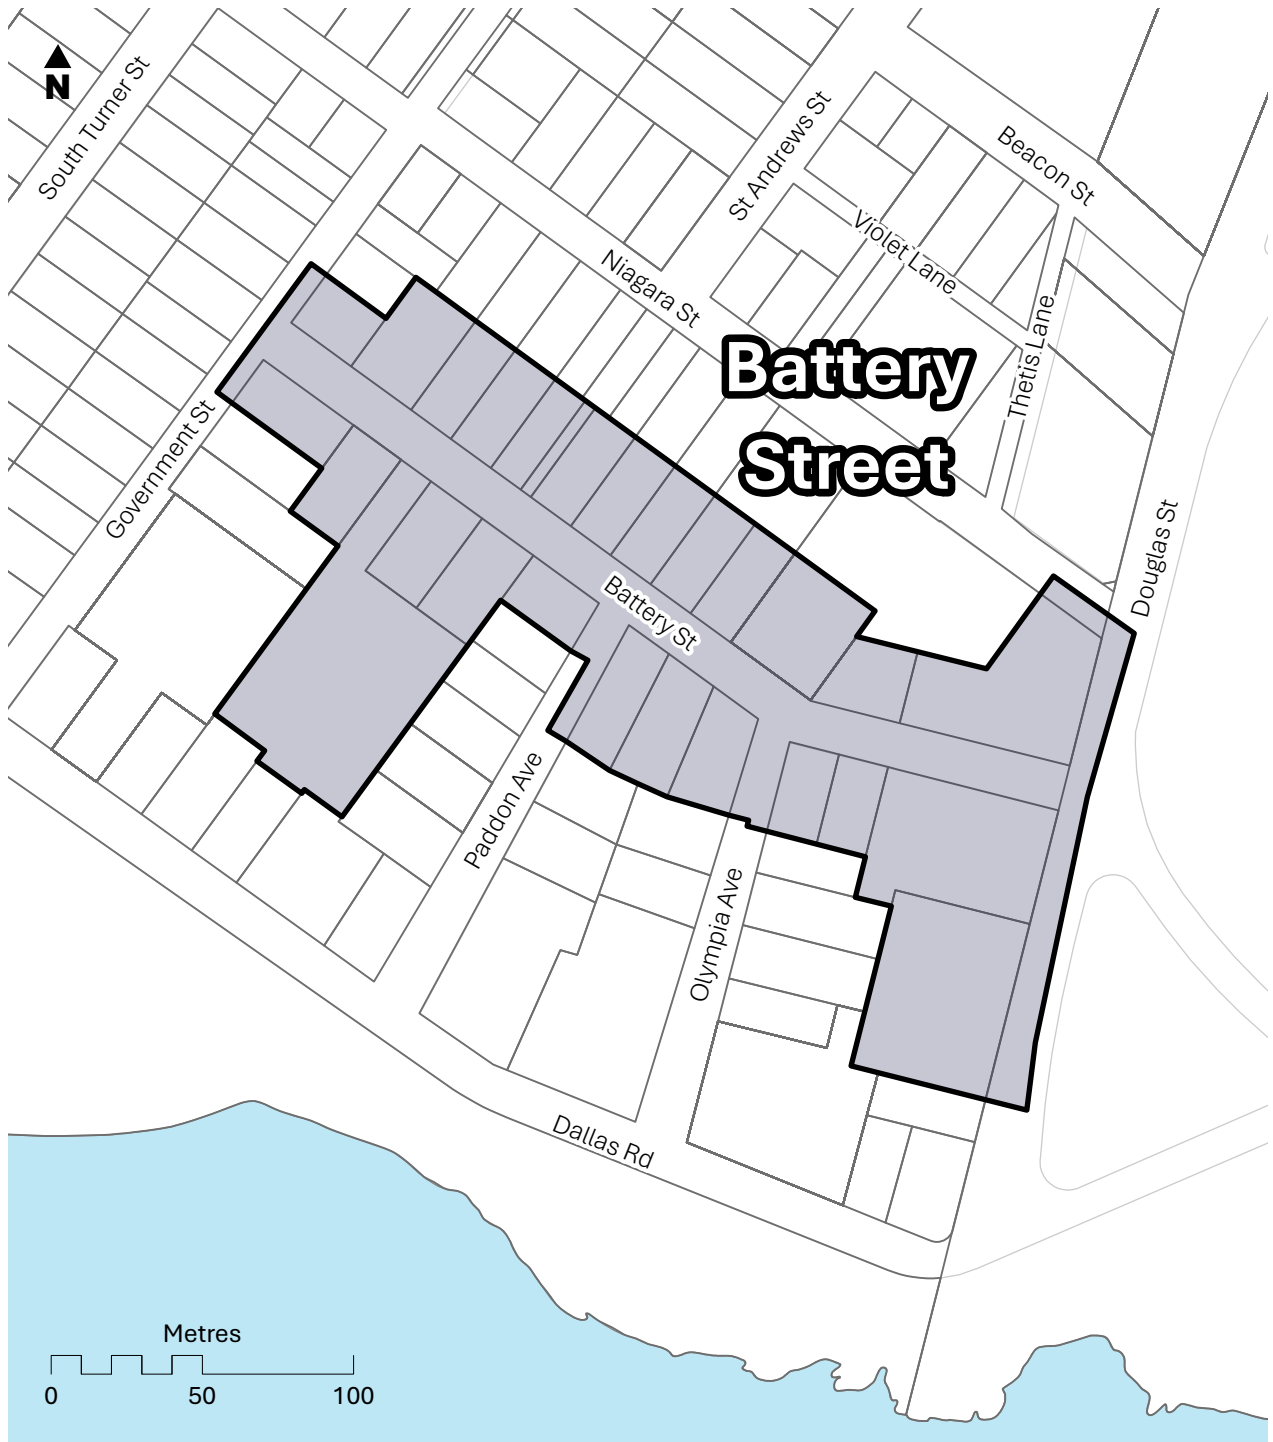 N
South Turner St
St Andrews St
Beacon St
Violet Lane
Niagara St
Thetis Lane
Battery
Street
Government St
Douglas St
Battery St
Paddon Ave
Olympia Ave
Dallas Rd
Metres
0 50 100